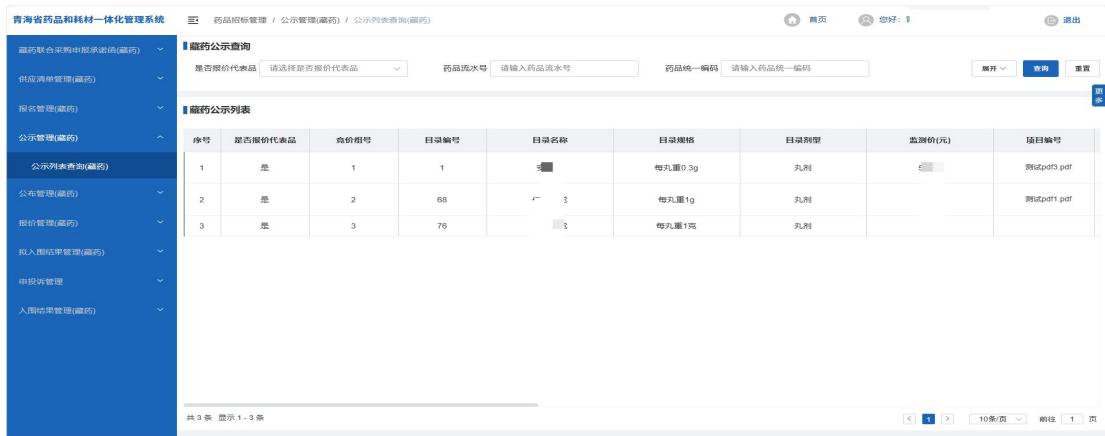 青海省药品和耗材一体化管理系统
药品招标管理 / 公示管理(藏药) / 公示列表查询(藏药)
首页 您好: 退出
藏药联合采购申报承诺函(藏药)
供应清单管理(藏药)
报名管理(藏药)
公示管理(藏药)
公示列表查询(藏药)
公布管理(藏药)
报价管理(藏药)
拟入围结果管理(藏药)
申投诉管理
入围结果管理(藏药)
藏药公示查询
是否报价代表品 请选择是否报价代表品 药品流水号 请输入药品流水号 药品统一编码 请输入药品统一编码 展开 查询 重置
更多
藏药公示列表
序号 是否报价代表品 竞价组号 目录编号 目录名称 目录规格 目录剂型 监测价(元) 项目编号
1 是 1 1 每丸重0.3g 丸剂 测试pdf3.pdf
2 是 2 68 每丸重1g 丸剂 测试pdf1.pdf
3 是 3 76 每丸重1克 丸剂
共 3 条 显示 1 - 3 条 1 10条/页 前往 1 页